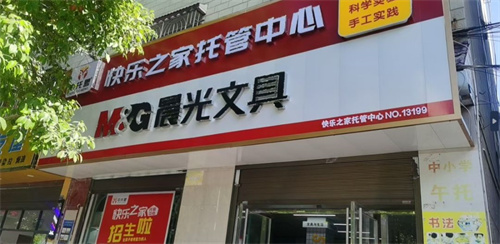 快乐之家托管中心
科学实验
手工实践
M&G晨光文具
快乐之家托管中心 NO.13199
快乐之家
招生啦
中小学
午托
书法